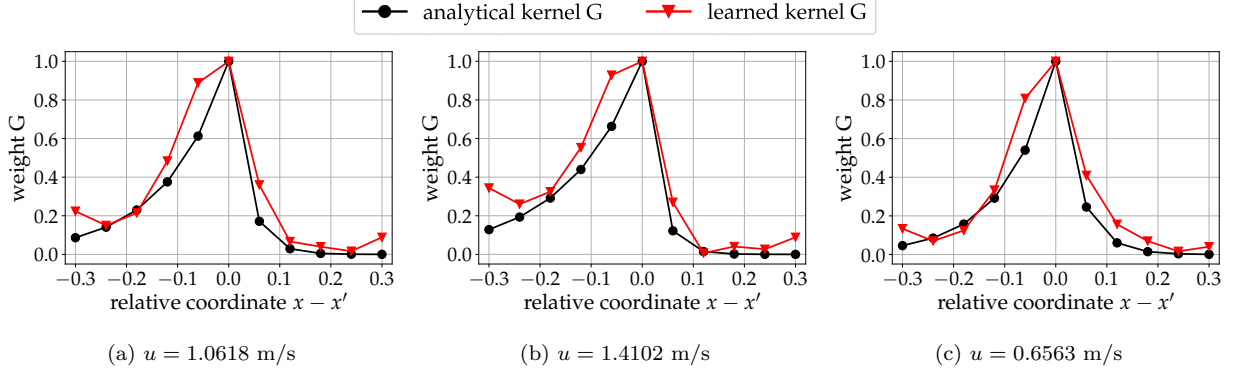 analytical kernel G learned kernel G
1.0
0.8
0.6
0.4
0.2
0.0
weight G
−0.3 −0.2 −0.1 0.0 0.1 0.2 0.3
relative coordinate x − x′
(a) u = 1.0618 m/s
1.0
0.8
0.6
0.4
0.2
0.0
weight G
−0.3 −0.2 −0.1 0.0 0.1 0.2 0.3
relative coordinate x − x′
(b) u = 1.4102 m/s
1.0
0.8
0.6
0.4
0.2
0.0
weight G
−0.3 −0.2 −0.1 0.0 0.1 0.2 0.3
relative coordinate x − x′
(c) u = 0.6563 m/s